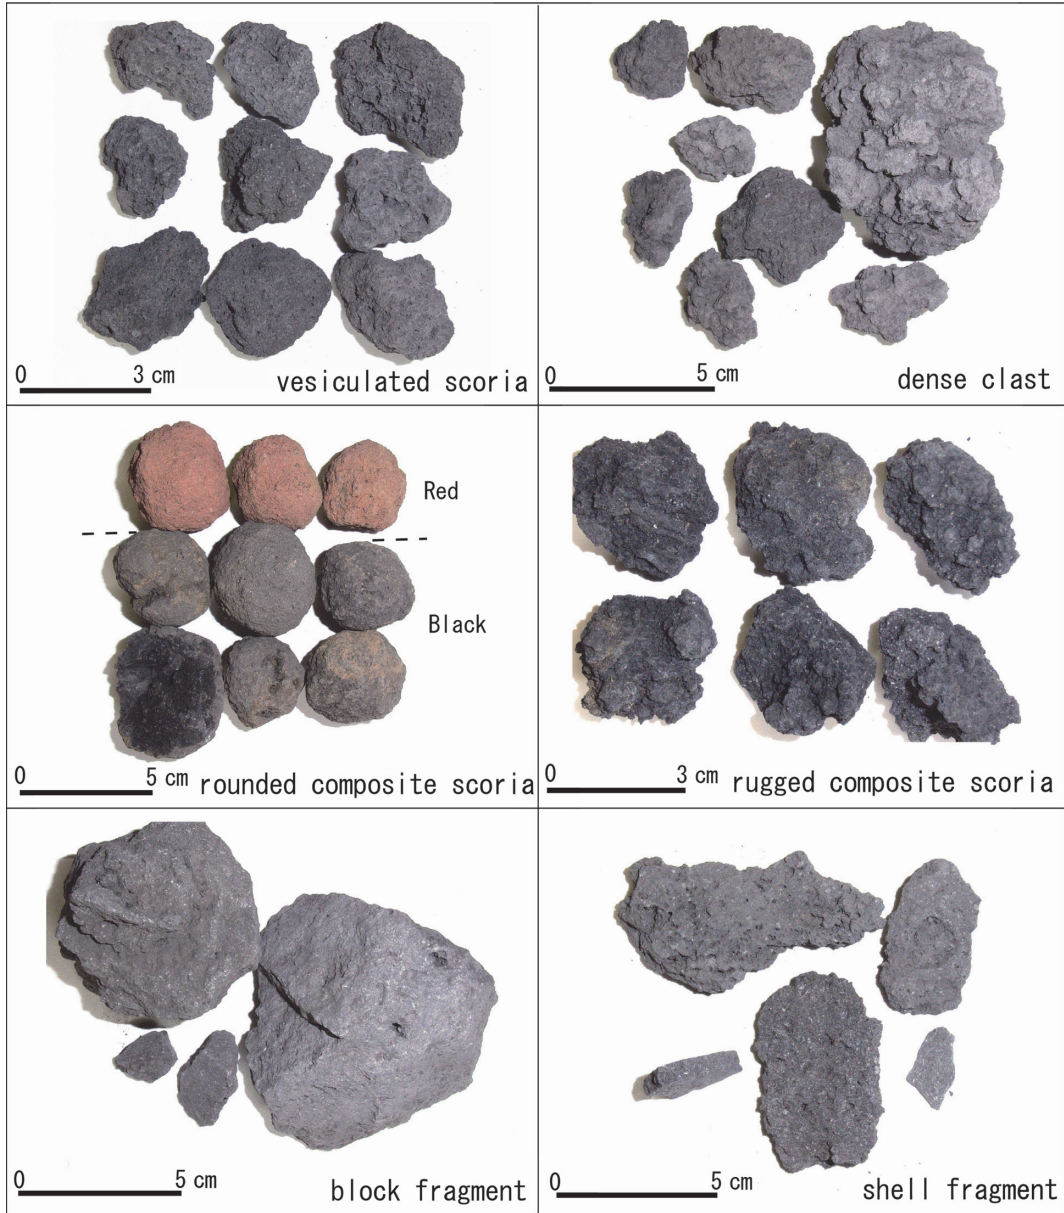 0 3 cm vesiculated scoria
0 5 cm dense clast
Red
Black
0 5 cm rounded composite scoria
0 3 cm rugged composite scoria
0 5 cm block fragment
0 5 cm shell fragment